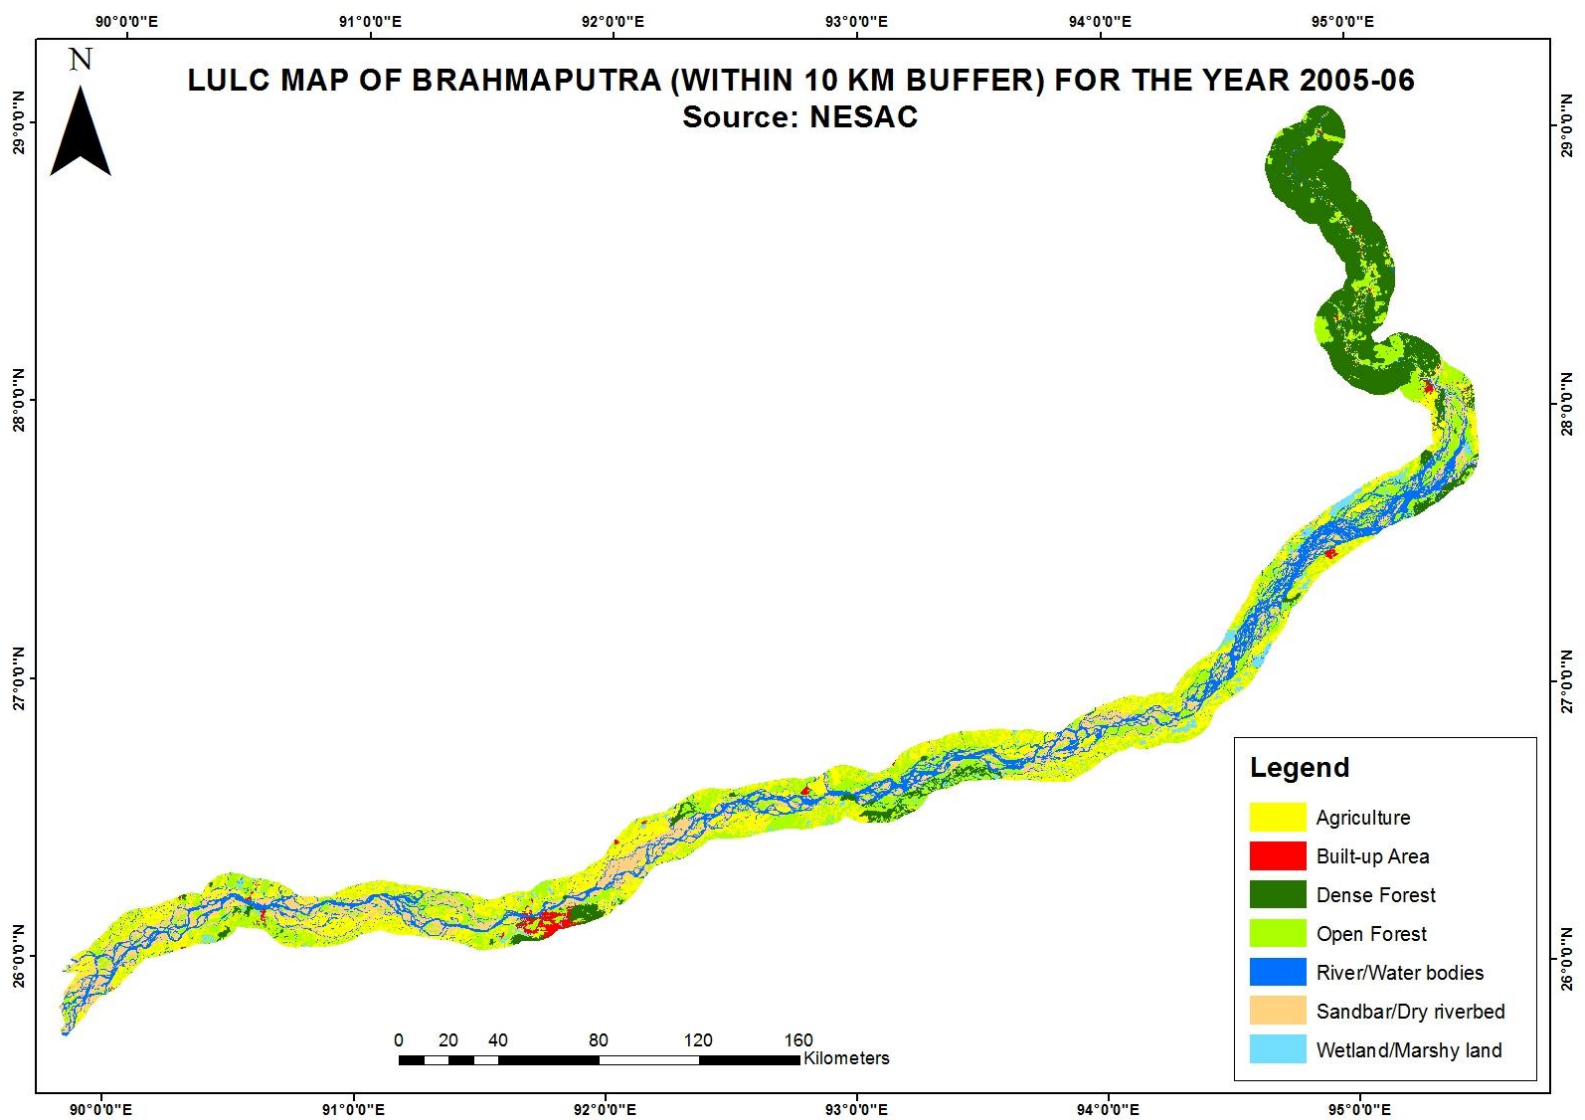 90°0'0"E 91°0'0"E 92°0'0"E 93°0'0"E 94°0'0"E 95°0'0"E
N
LULC MAP OF BRAHMAPUTRA (WITHIN 10 KM BUFFER) FOR THE YEAR 2005-06
Source: NESAC
29°0'0"N 29°0'0"N
28°0'0"N 28°0'0"N
27°0'0"N 27°0'0"N
26°0'0"N 26°0'0"N
Legend
Agriculture
Built-up Area
Dense Forest
Open Forest
River/Water bodies
Sandbar/Dry riverbed
Wetland/Marshy land
0 20 40 80 120 160
Kilometers
90°0'0"E 91°0'0"E 92°0'0"E 93°0'0"E 94°0'0"E 95°0'0"E